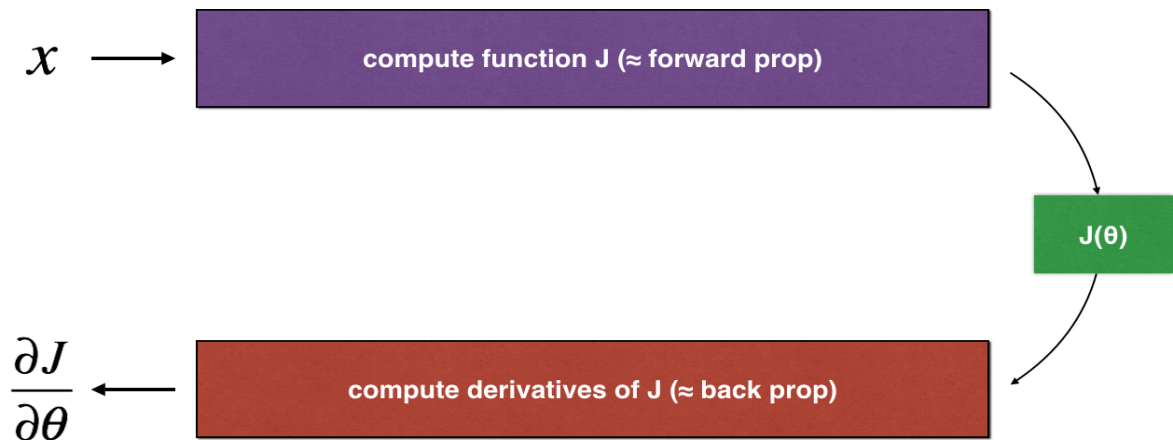 x
compute function J (≈ forward prop)
J(θ)
∂J
∂θ
compute derivatives of J (≈ back prop)